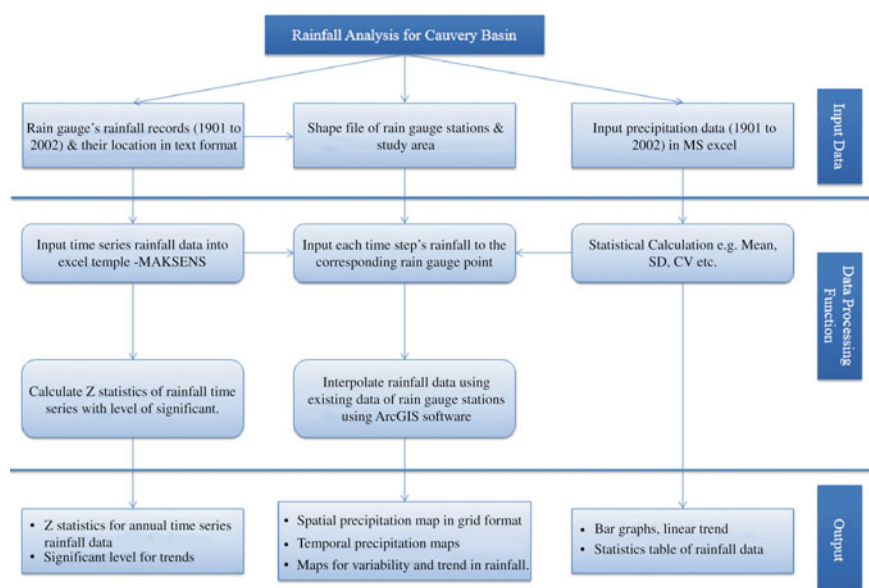 Rainfall Analysis for Cauvery Basin
Rain gauge's rainfall records (1901 to
2002) & their location in text format
Shape file of rain gauge stations &
study area
Input precipitation data (1901 to
2002) in MS excel
Input Data
Input time series rainfall data into
excel temple -MAKSENS
Input each time step's rainfall to the
corresponding rain gauge point
Statistical Calculation e.g. Mean,
SD, CV etc.
Data Processing
Function
Calculate Z statistics of rainfall time
series with level of significant.
Interpolate rainfall data using
existing data of rain gauge stations
using ArcGIS software
• Z statistics for annual time series
rainfall data
• Significant level for trends
• Spatial precipitation map in grid format
• Temporal precipitation maps
• Maps for variability and trend in rainfall.
• Bar graphs, linear trend
• Statistics table of rainfall data
Output